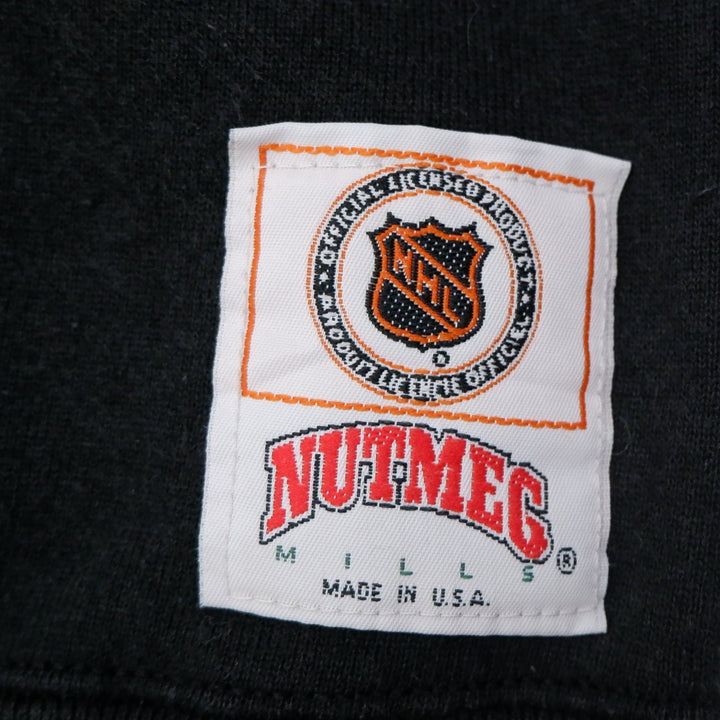 OFFICIAL LICENSED PRODUCT
NHL
PRODUIT LICENCIE OFFICIEL
NUTMEG
MILLS ®
MADE IN U.S.A.